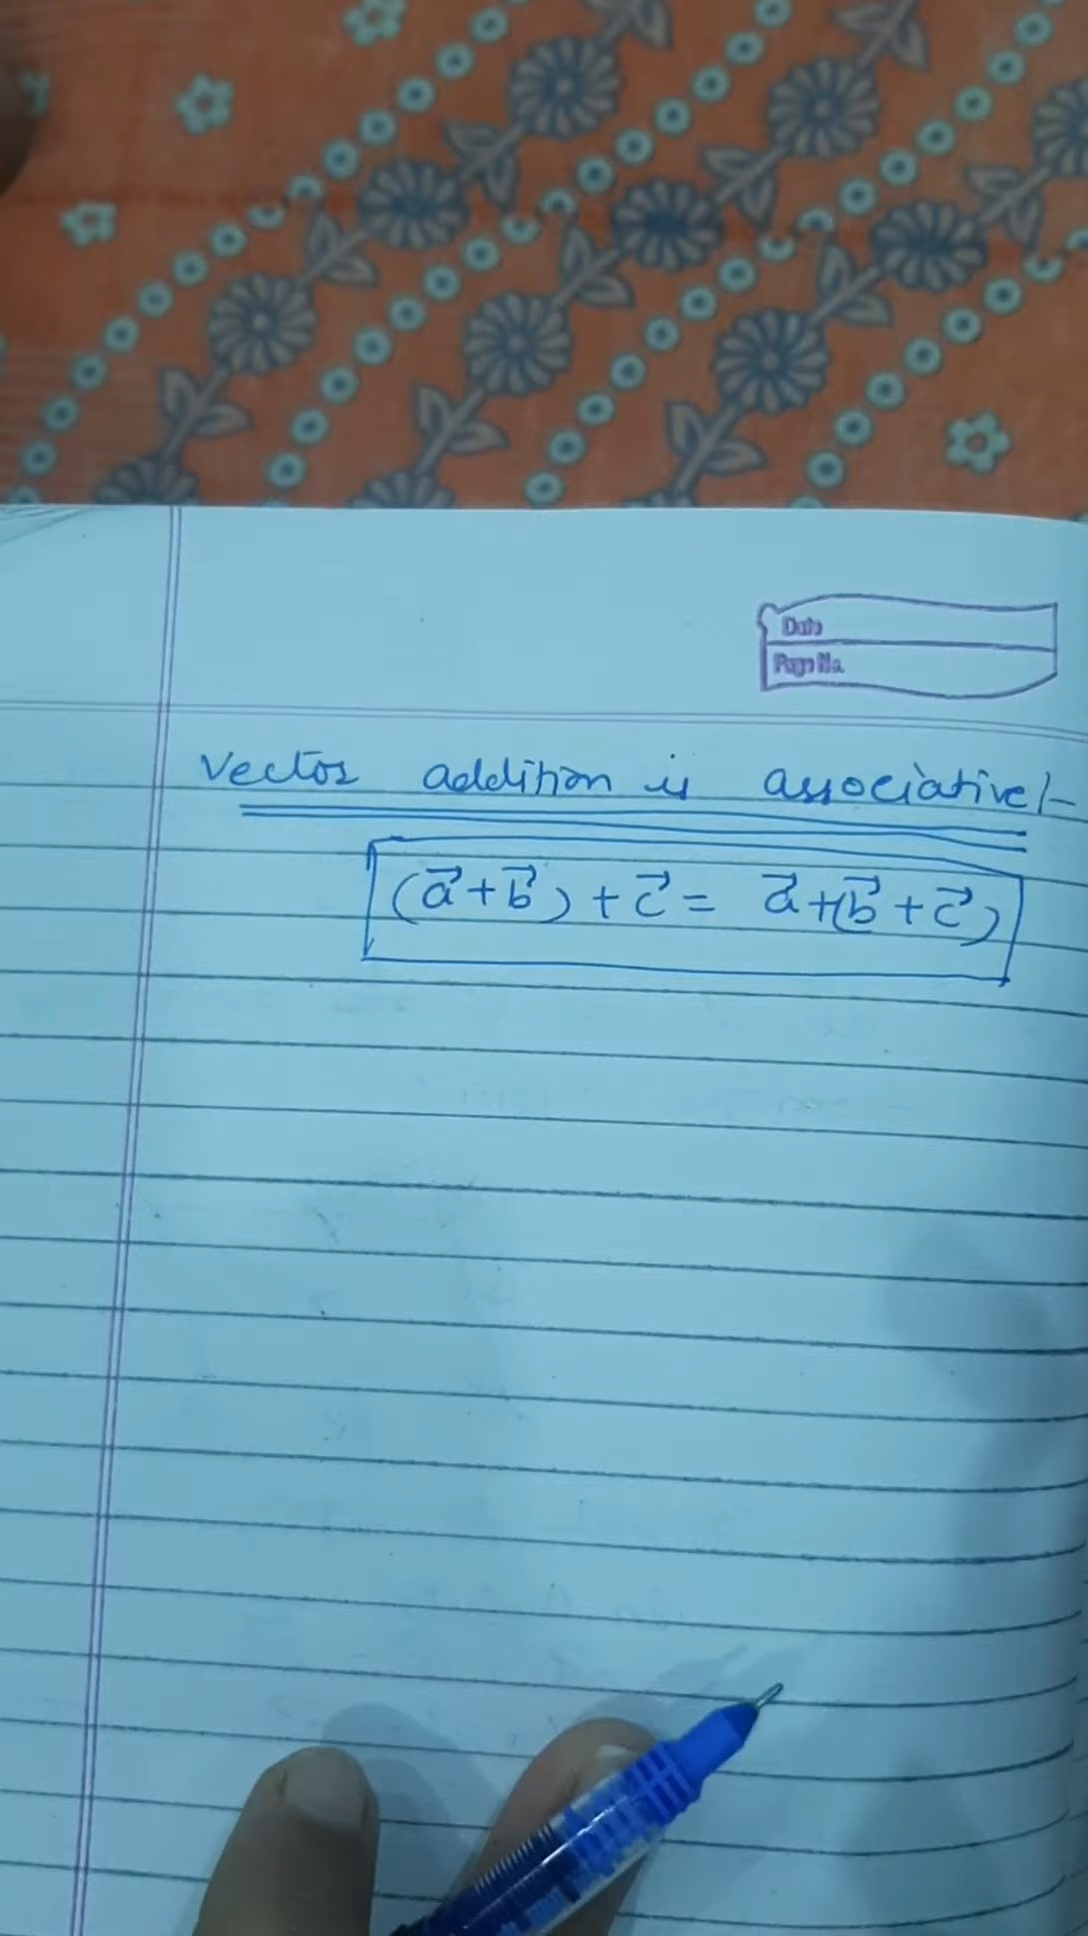 Date
Page No.
Vector addition is associative:-
(a⃗+b⃗)+c⃗= a⃗+(b⃗+c⃗)